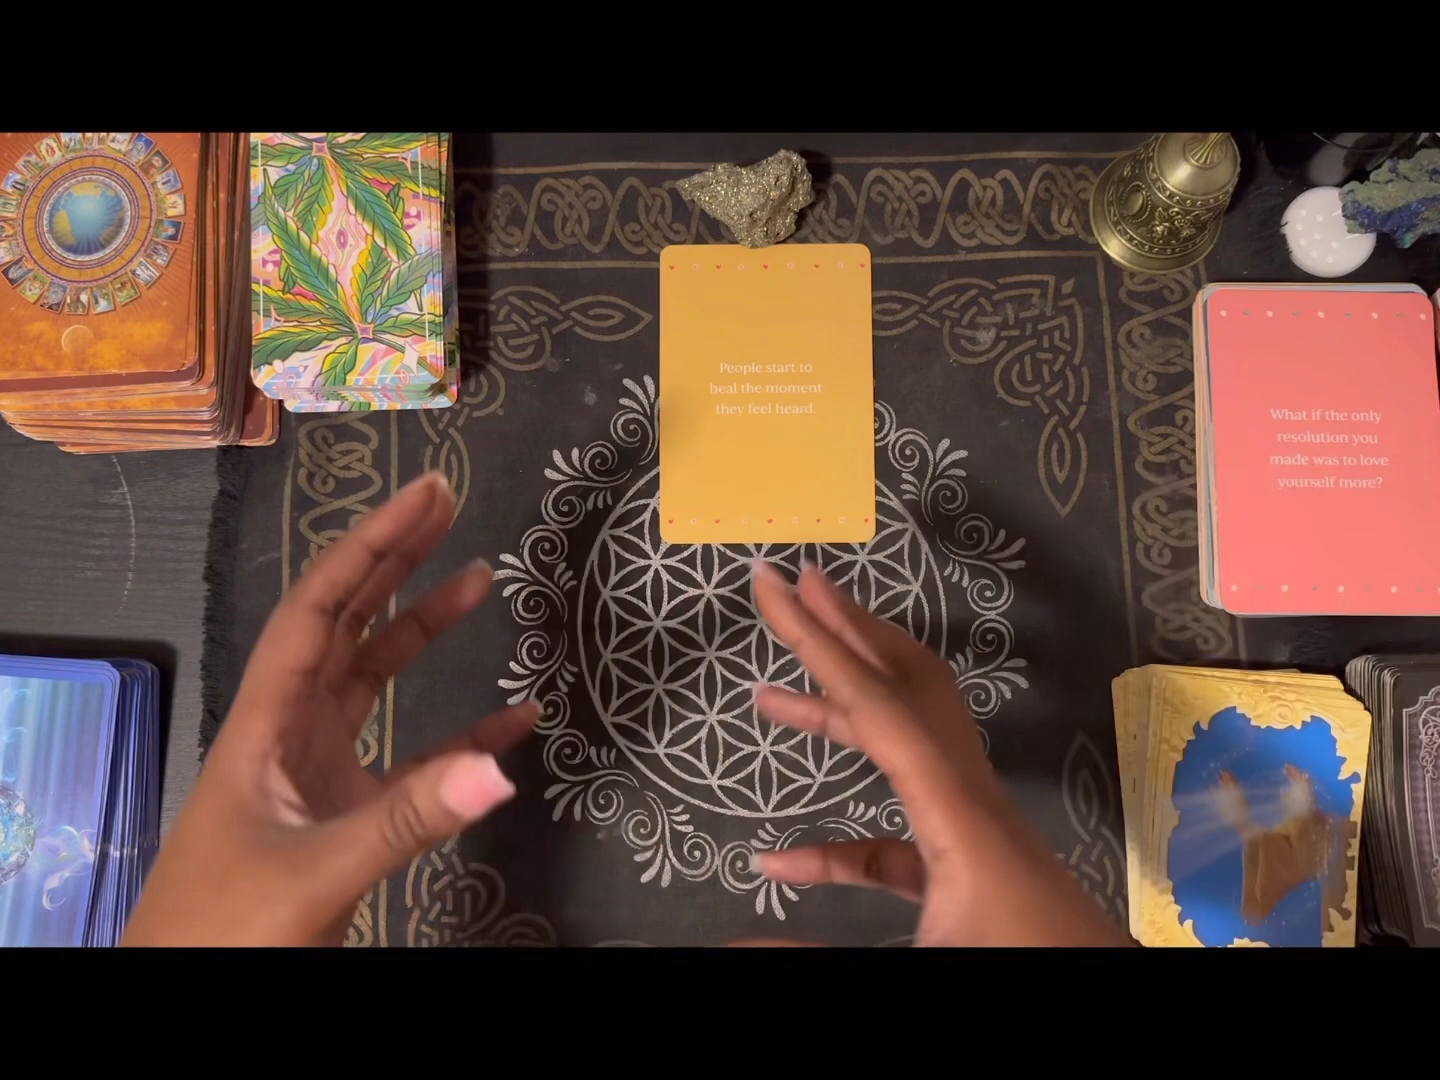 People start to
heal the moment
they feel heard.
What if the only
resolution you
made was to love
yourself more?